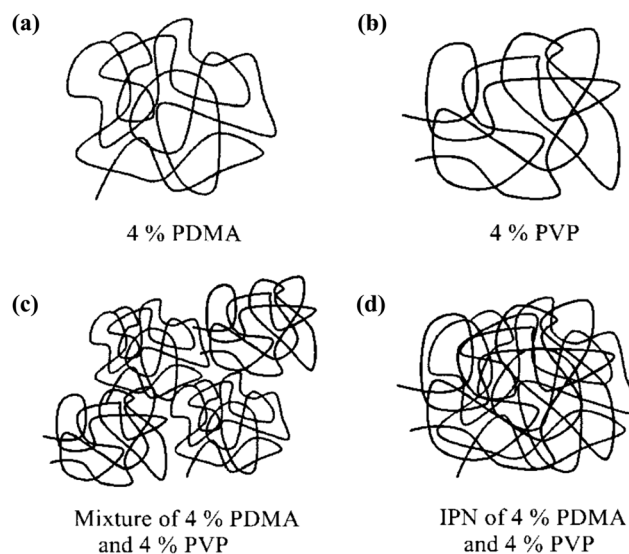 (a)
(b)
4 % PDMA
4 % PVP
(c)
(d)
Mixture of 4 % PDMA
and 4 % PVP
IPN of 4 % PDMA
and 4 % PVP